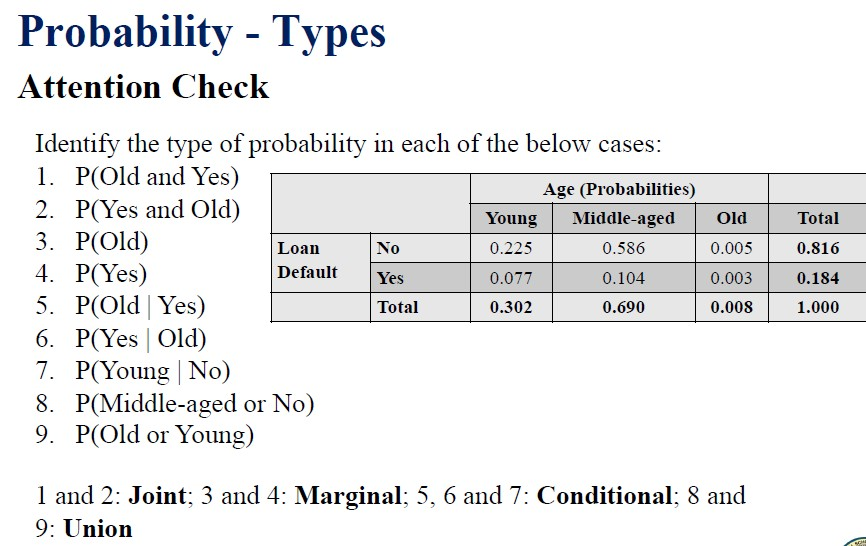 Probability - Types
Attention Check
Identify the type of probability in each of the below cases:
1. P(Old and Yes)
2. P(Yes and Old)
3. P(Old)
4. P(Yes)
5. P(Old | Yes)
6. P(Yes | Old)
7. P(Young | No)
8. P(Middle-aged or No)
9. P(Old or Young)
Age (Probabilities)
Young Middle-aged Old Total
Loan Default No 0.225 0.586 0.005 0.816
Yes 0.077 0.104 0.003 0.184
Total 0.302 0.690 0.008 1.000
1 and 2: Joint; 3 and 4: Marginal; 5, 6 and 7: Conditional; 8 and
9: Union